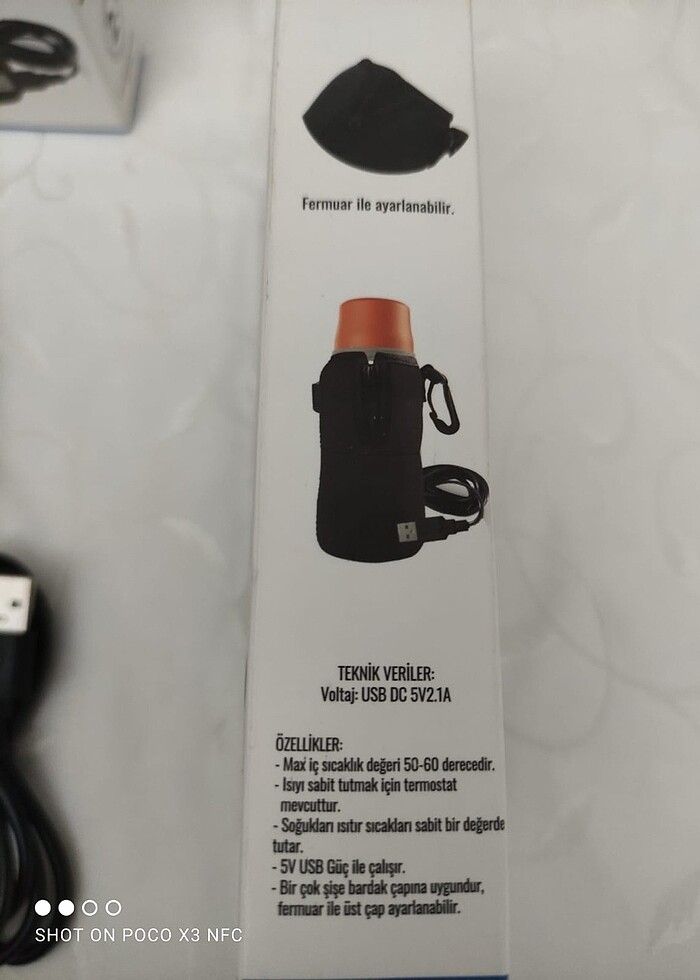 Fermuar ile ayarlanabilir.
TEKNİK VERİLER:
Voltaj: USB DC 5V2.1A
ÖZELLİKLER:
- Max iç sıcaklık değeri 50-60 derecedir.
- Isıyı sabit tutmak için termostat
mevcuttur.
- Soğukları ısıtır sıcakları sabit bir değerde
tutar.
- 5V USB Güç ile çalışır.
- Bir çok şişe bardak çapına uygundur,
fermuar ile üst çap ayarlanabilir.
SHOT ON POCO X3 NFC